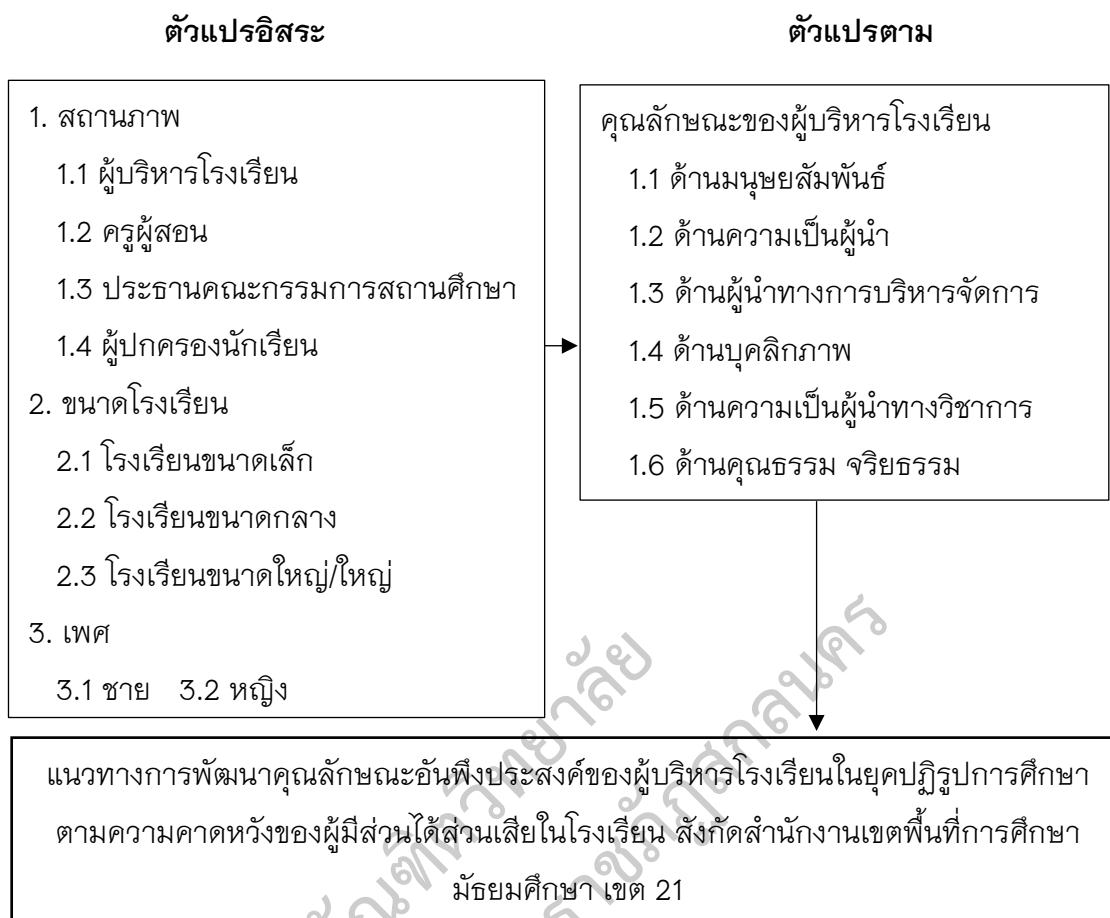 ตัวแปรอิสระ
ตัวแปรตาม
1. สถานภาพ
1.1 ผู้บริหารโรงเรียน
1.2 ครูผู้สอน
1.3 ประธานคณะกรรมการสถานศึกษา
1.4 ผู้ปกครองนักเรียน
2. ขนาดโรงเรียน
2.1 โรงเรียนขนาดเล็ก
2.2 โรงเรียนขนาดกลาง
2.3 โรงเรียนขนาดใหญ่/ใหญ่
3. เพศ
3.1 ชาย 3.2 หญิง
คุณลักษณะของผู้บริหารโรงเรียน
1.1 ด้านมนุษยสัมพันธ์
1.2 ด้านความเป็นผู้นำ
1.3 ด้านผู้นำทางการบริหารจัดการ
1.4 ด้านบุคลิกภาพ
1.5 ด้านความเป็นผู้นำทางวิชาการ
1.6 ด้านคุณธรรม จริยธรรม
แนวทางการพัฒนาคุณลักษณะอันพึงประสงค์ของผู้บริหารโรงเรียนในยุคปฏิรูปการศึกษา
ตามความคาดหวังของผู้มีส่วนได้ส่วนเสียในโรงเรียน สังกัดสำนักงานเขตพื้นที่การศึกษา
มัธยมศึกษา เขต 21